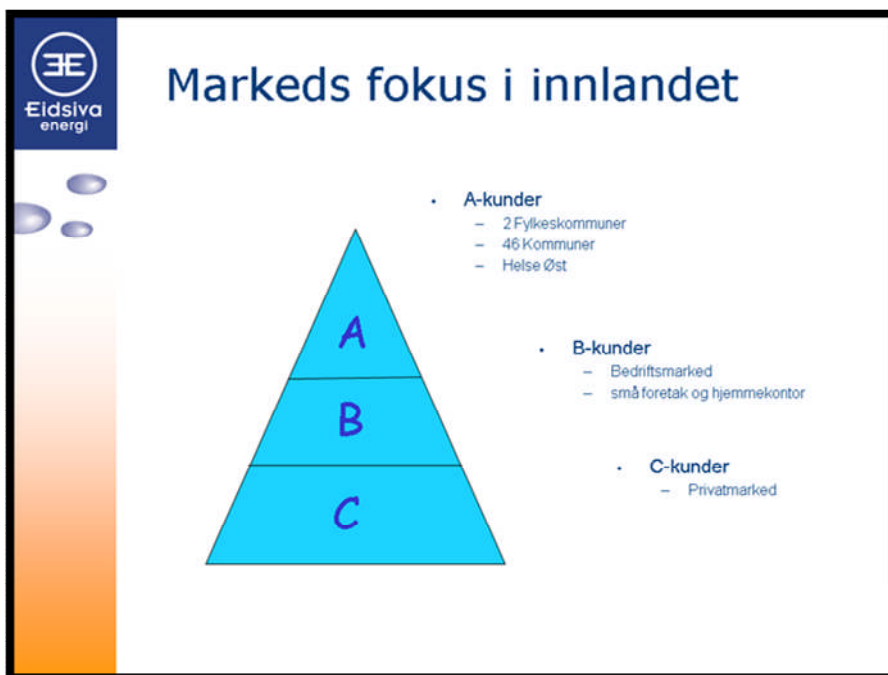 Eidsiva
energi
Markeds fokus i innlandet
• A-kunder
– 2 Fylkeskommuner
– 46 Kommuner
– Helse Øst
A
• B-kunder
– Bedriftsmarked
– små foretak og hjemmekontor
B
• C-kunder
– Privatmarked
C